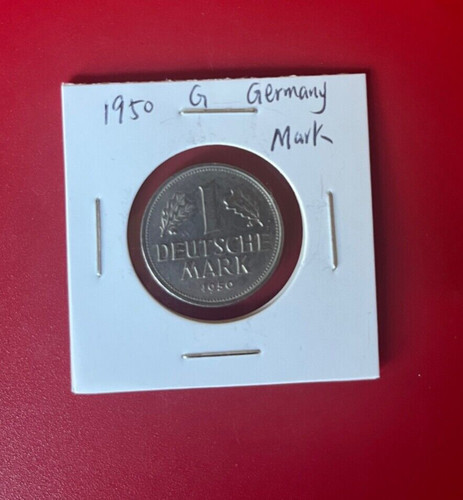 1950 G Germany
Mark
1
DEUTSCHE
MARK
1950